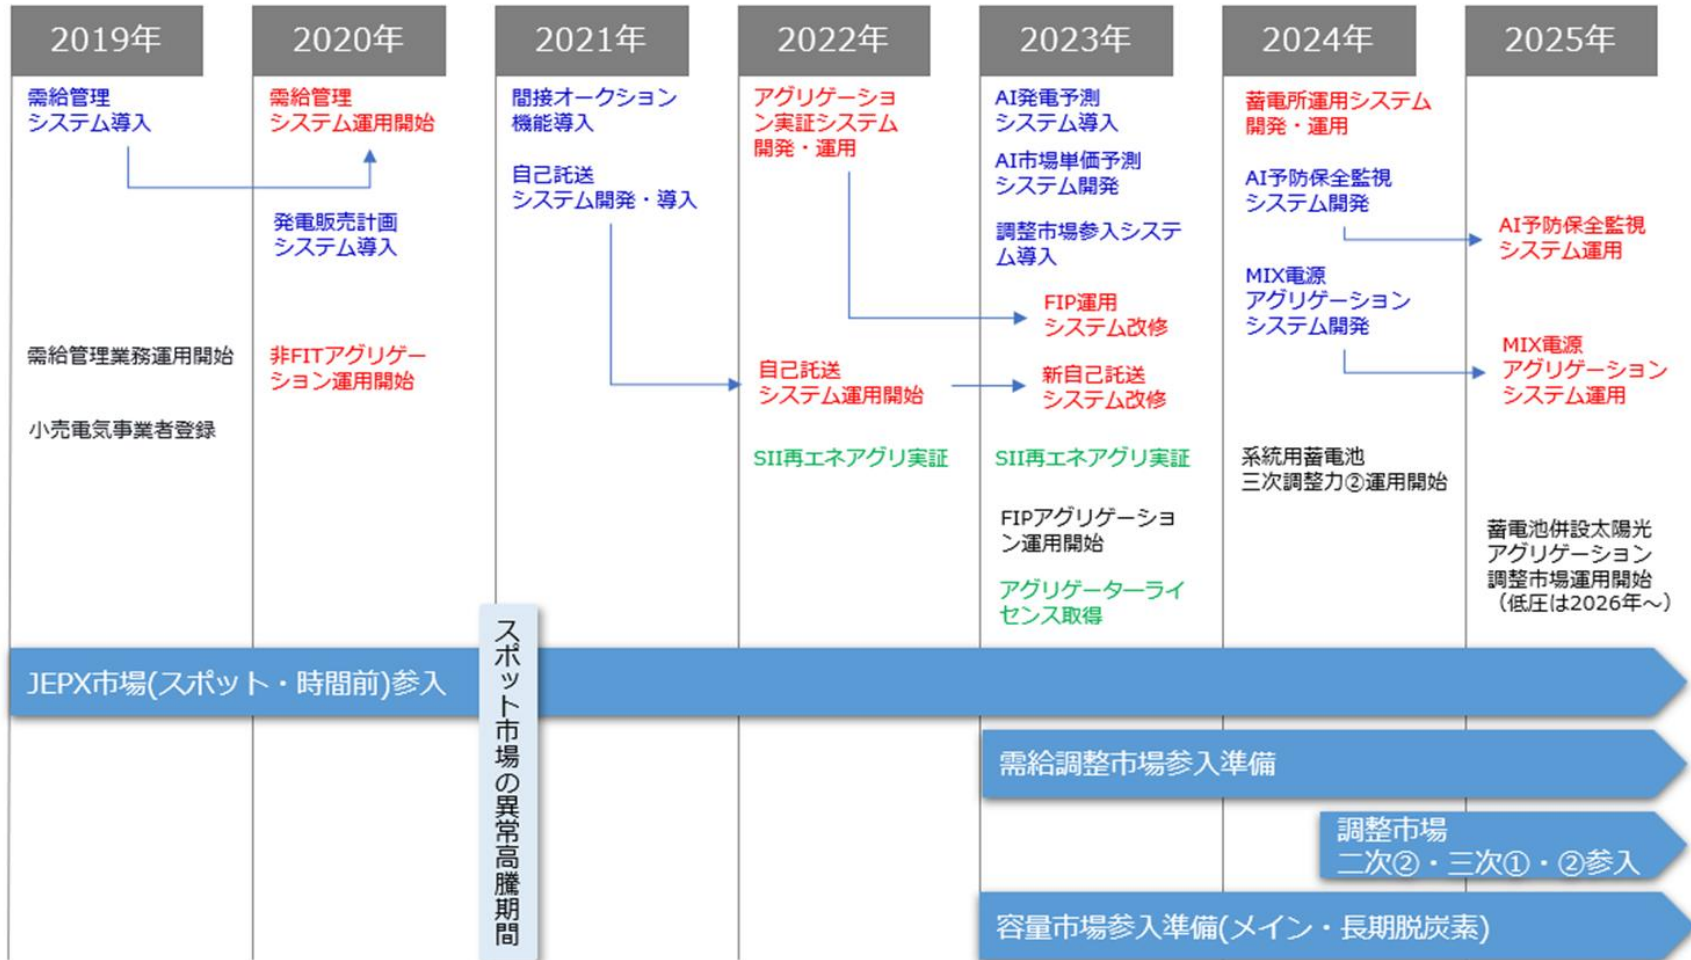 2019年
2020年
2021年
2022年
2023年
2024年
2025年
需給管理
システム導入
需給管理業務運用開始
小売電気事業者登録
需給管理
システム運用開始
発電販売計画
システム導入
非FITアグリゲー
ション運用開始
間接オークション
機能導入
自己託送
システム開発・導入
アグリゲーショ
ン実証システム
開発・運用
自己託送
システム運用開始
SII再エネアグリ実証
AI発電予測
システム導入
AI市場単価予測
システム開発
調整市場参入システ
ム導入
FIP運用
システム改修
新自己託送
システム改修
SII再エネアグリ実証
FIPアグリゲーショ
ン運用開始
アグリゲーターライ
センス取得
蓄電所運用システム
開発・運用
AI予防保全監視
システム開発
MIX電源
アグリゲーション
システム開発
系統用蓄電池
三次調整力②運用開始
AI予防保全監視
システム運用
MIX電源
アグリゲーション
システム運用
蓄電池併設太陽光
アグリゲーション
調整市場運用開始
（低圧は2026年～）
スポット市場の異常高騰期間
JEPX市場(スポット・時間前)参入
需給調整市場参入準備
調整市場
二次②・三次①・②参入
容量市場参入準備(メイン・長期脱炭素)